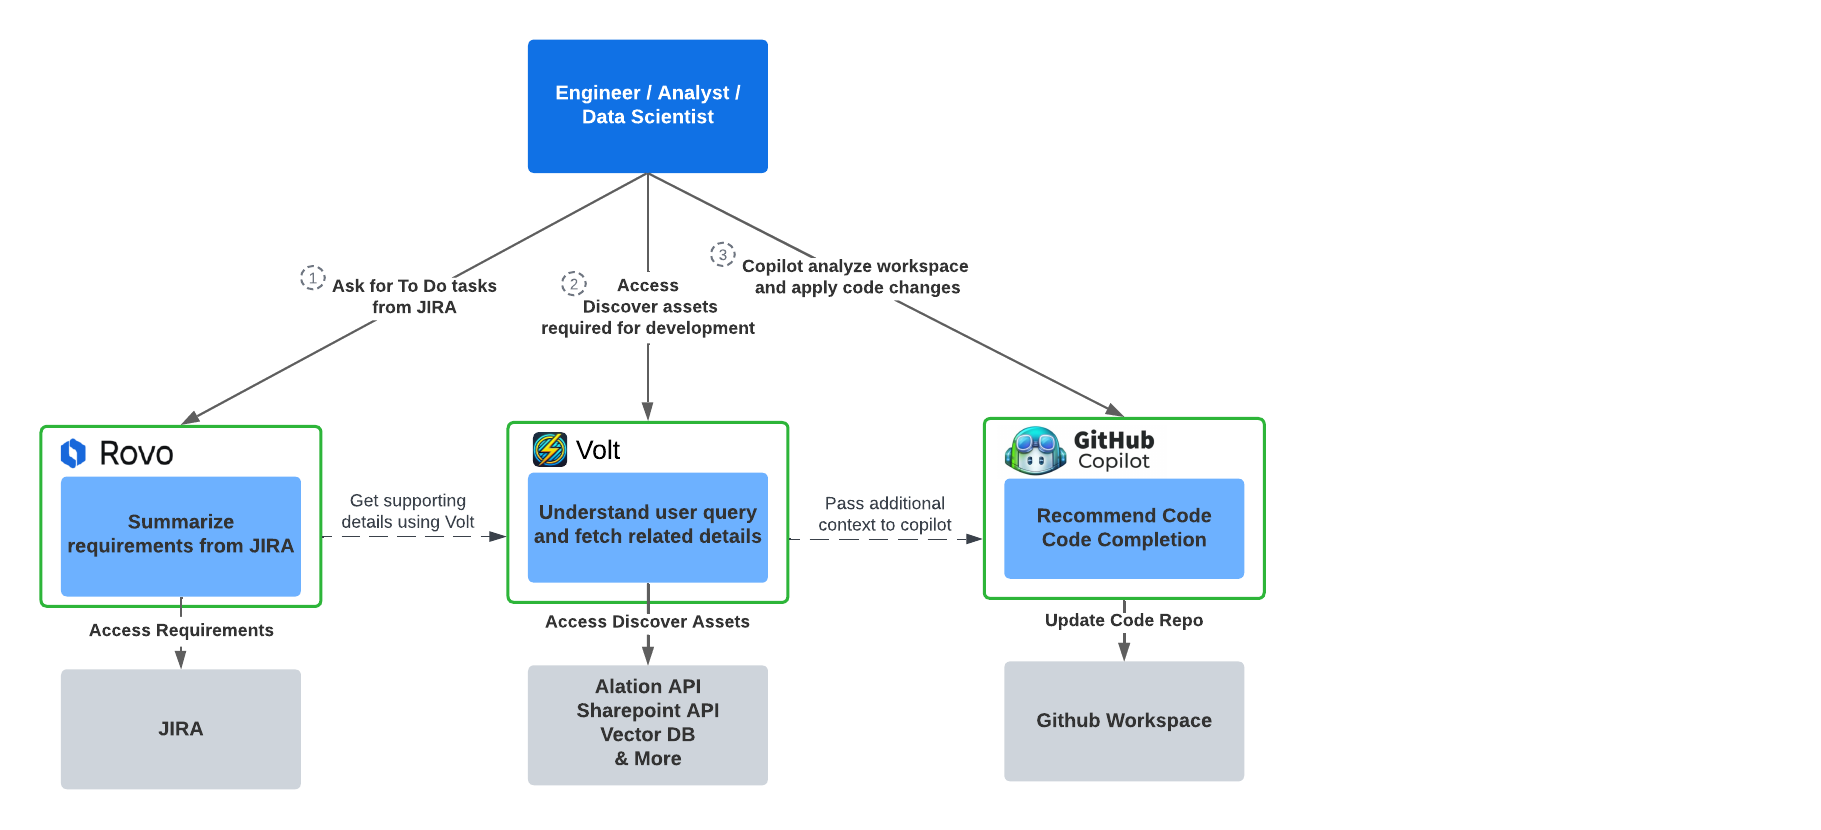 Engineer / Analyst /
Data Scientist
1
Ask for To Do tasks
from JIRA
2
Access
Discover assets
required for development
3
Copilot analyze workspace
and apply code changes
Rovo
Summarize
requirements from JIRA
Get supporting
details using Volt
Volt
Understand user query
and fetch related details
Pass additional
context to copilot
GitHub
Copilot
Recommend Code
Code Completion
Access Requirements
Access Discover Assets
Update Code Repo
JIRA
Alation API
Sharepoint API
Vector DB
& More
Github Workspace